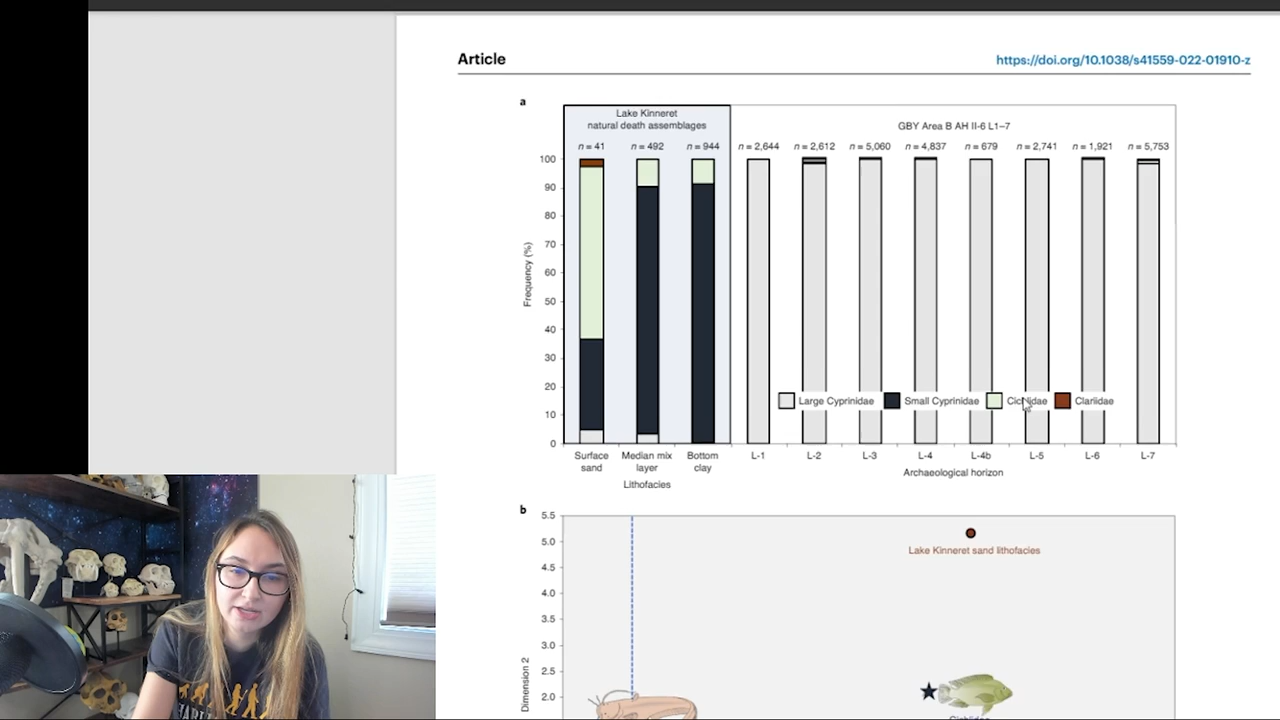 Article
https://doi.org/10.1038/s41559-022-01910-z
a
Lake Kinneret
natural death assemblages
GBY Area B AH II-6 L1–7
n = 41 n = 492 n = 944 n = 2,644 n = 2,612 n = 5,060 n = 4,837 n = 679 n = 2,741 n = 1,921 n = 5,753
100
90
80
70
60
50
40
30
20
10
0
Frequency (%)
Large Cyprinidae Small Cyprinidae Cichlidae Clariidae
Surface sand
Median mix layer
Bottom clay
L-1 L-2 L-3 L-4 L-4b L-5 L-6 L-7
Lithofacies
Archaeological horizon
b
5.5
5.0
4.5
4.0
3.5
3.0
2.5
2.0
Dimension 2
Lake Kinneret sand lithofacies